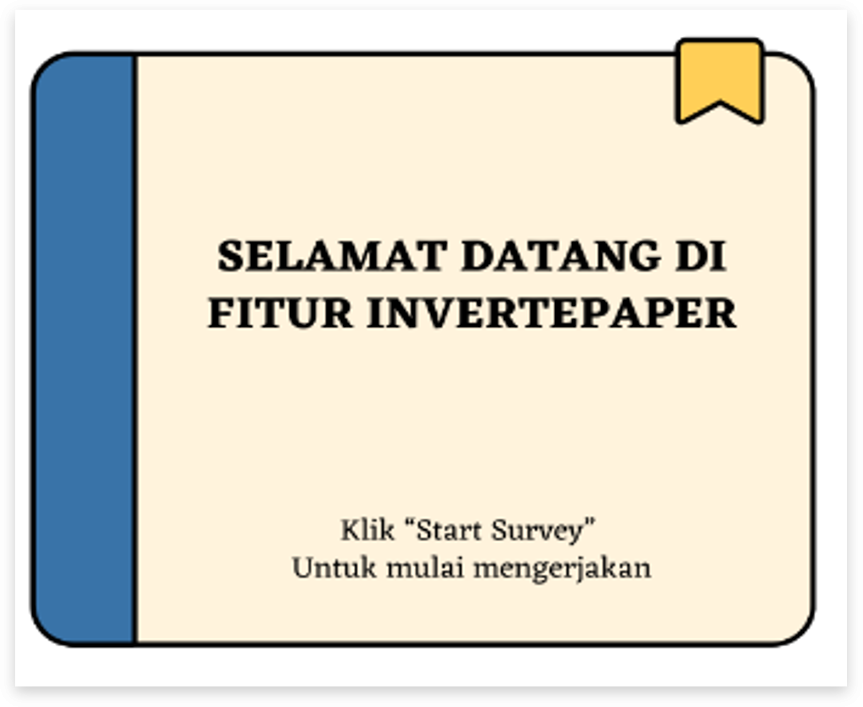 SELAMAT DATANG DI
FITUR INVERTEPAPER
Klik “Start Survey”
Untuk mulai mengerjakan